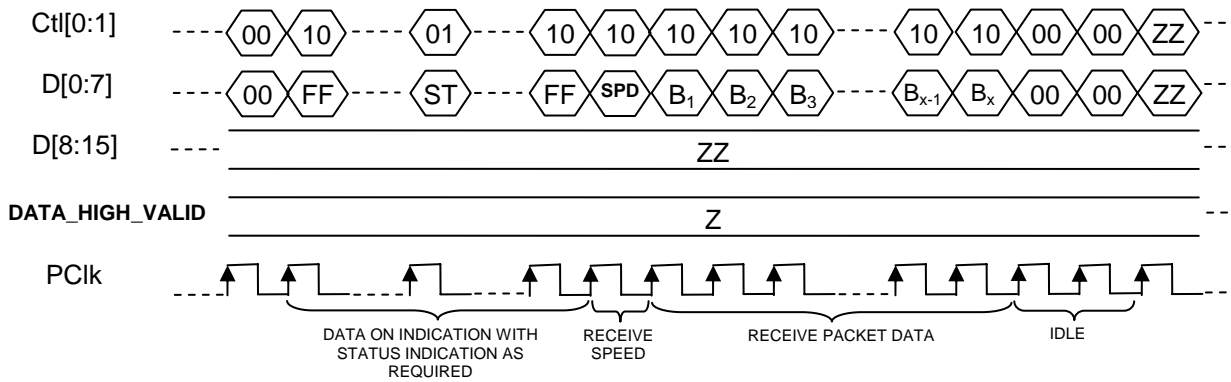 Ctl[0:1] 00 10 01 10 10 10 10 10 10 10 00 00 ZZ
D[0:7] 00 FF ST FF SPD B1 B2 B3 Bx-1 Bx 00 00 ZZ
D[8:15] ZZ
DATA_HIGH_VALID Z
PClk
DATA ON INDICATION WITH
STATUS INDICATION AS
REQUIRED
RECEIVE
SPEED
RECEIVE PACKET DATA
IDLE